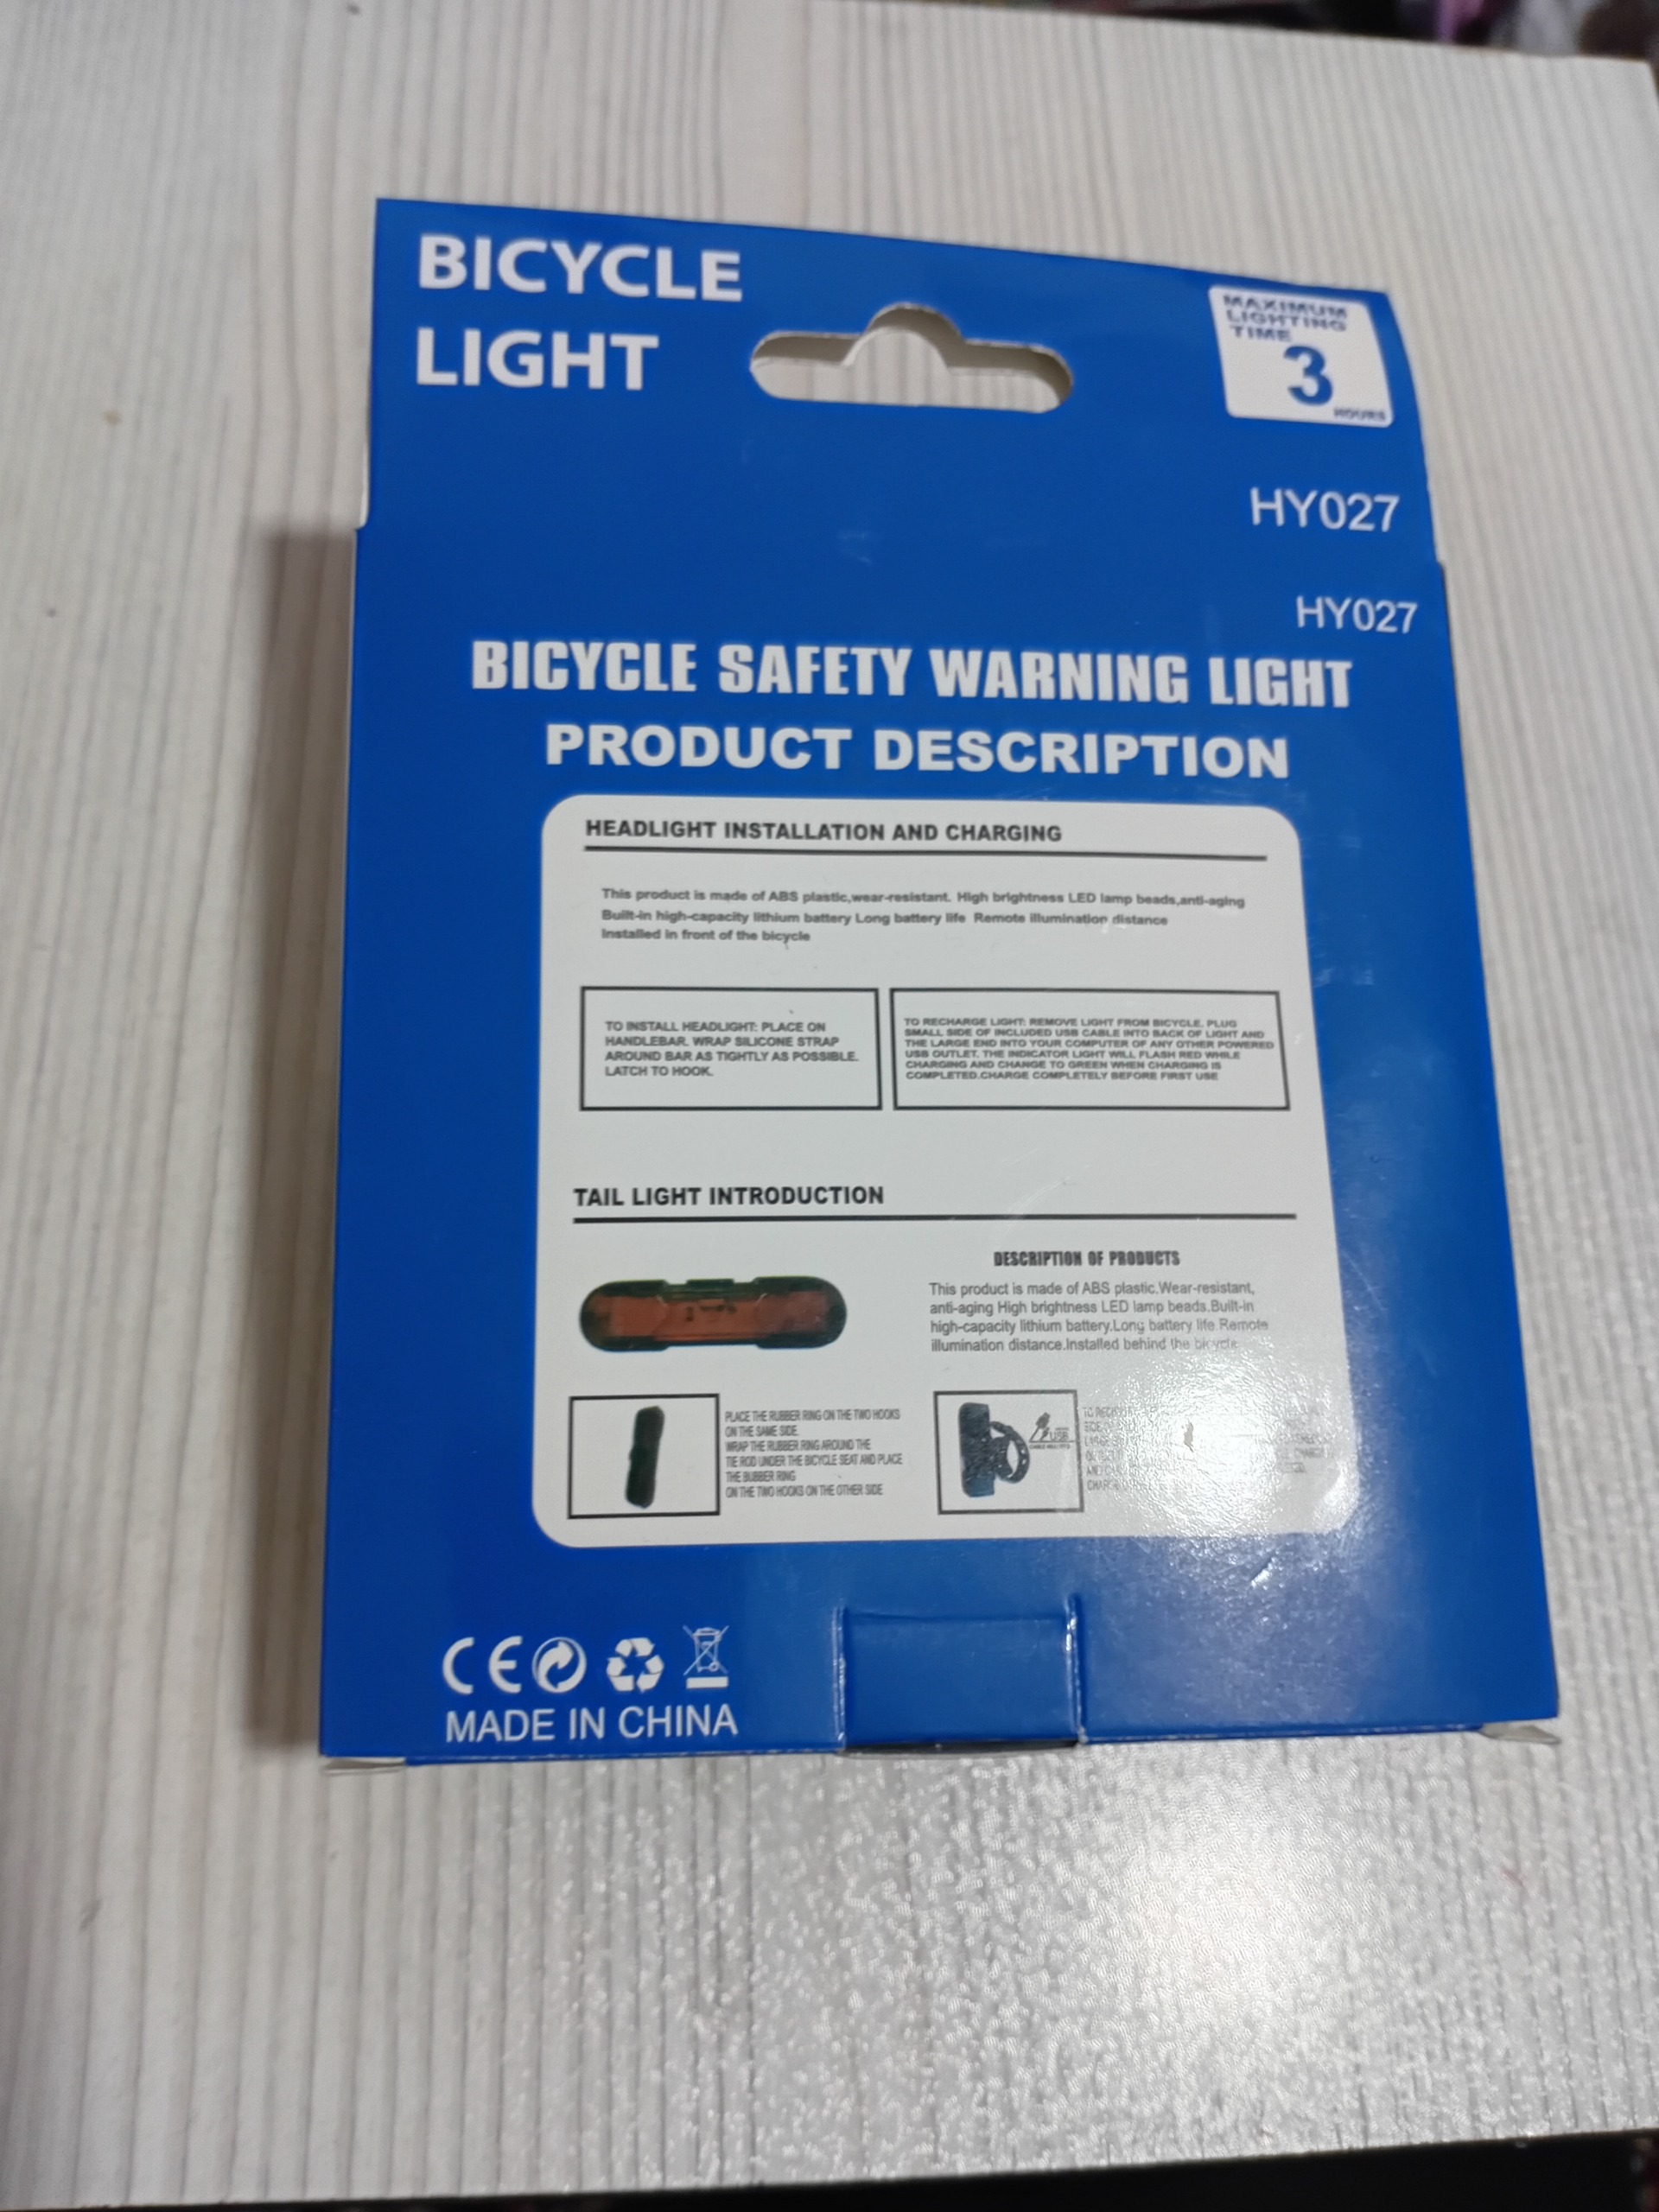 BICYCLE
LIGHT
MAXIMUM
LIGHTING
TIME
3
HOURS
HY027
HY027
BICYCLE SAFETY WARNING LIGHT
PRODUCT DESCRIPTION
HEADLIGHT INSTALLATION AND CHARGING
This product is made of ABS plastic,wear-resistant. High brightness LED lamp beads,anti-aging
Built-in high-capacity lithium battery Long battery life Remote illumination distance
Installed in front of the bicycle
TO INSTALL HEADLIGHT: PLACE ON
HANDLEBAR. WRAP SILICONE STRAP
AROUND BAR AS TIGHTLY AS POSSIBLE.
LATCH TO HOOK.
TO RECHARGE LIGHT: REMOVE LIGHT FROM BICYCLE. PLUG
SMALL SIDE OF INCLUDED USB CABLE INTO BACK OF LIGHT AND
THE LARGE END INTO YOUR COMPUTER OF ANY OTHER POWERED
USB OUTLET. THE INDICATOR LIGHT WILL FLASH RED WHILE
CHARGING AND CHANGE TO GREEN WHEN CHARGING IS
COMPLETED.CHARGE COMPLETELY BEFORE FIRST USE
TAIL LIGHT INTRODUCTION
DESCRIPTION OF PRODUCTS
This product is made of ABS plastic.Wear-resistant,
anti-aging High brightness LED lamp beads.Built-in
high-capacity lithium battery.Long battery life.Remote
illumination distance.Installed behind the bicycle
PLACE THE RUBBER RING ON THE TWO HOOKS
ON THE SAME SIDE.
WRAP THE RUBBER RING AROUND THE
TIE ROD UNDER THE BICYCLE SEAT AND PLACE
THE BUBBER RING
ON THE TWO HOOKS ON THE OTHER SIDE
USB
TO
AND
CE
MADE IN CHINA